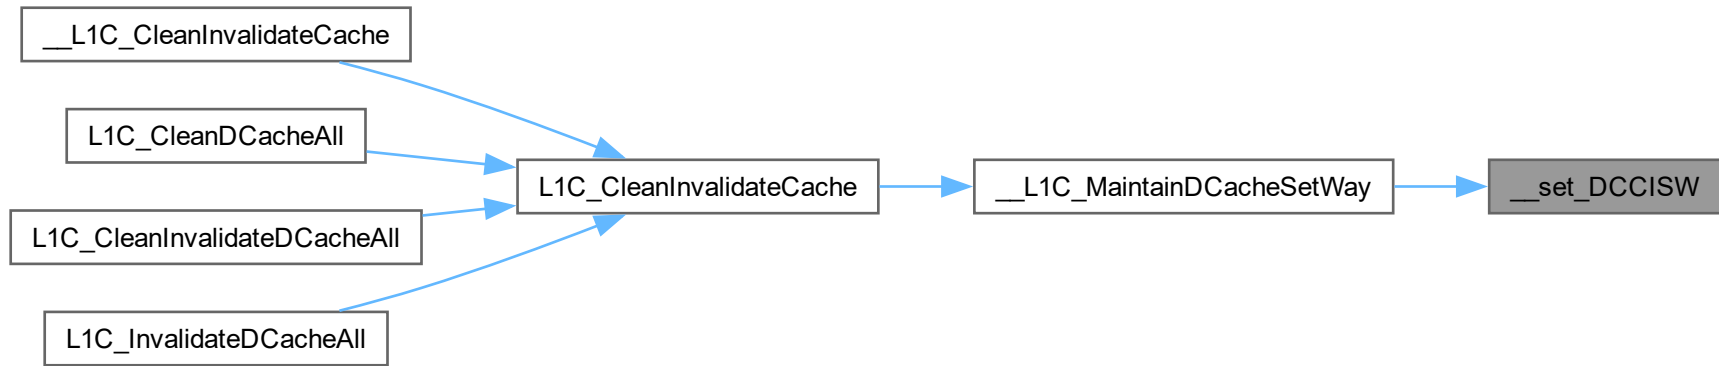 __L1C_CleanInvalidateCache
L1C_CleanDCacheAll
L1C_CleanInvalidateDCacheAll
L1C_InvalidateDCacheAll
L1C_CleanInvalidateCache
__L1C_MaintainDCacheSetWay
__set_DCCISW